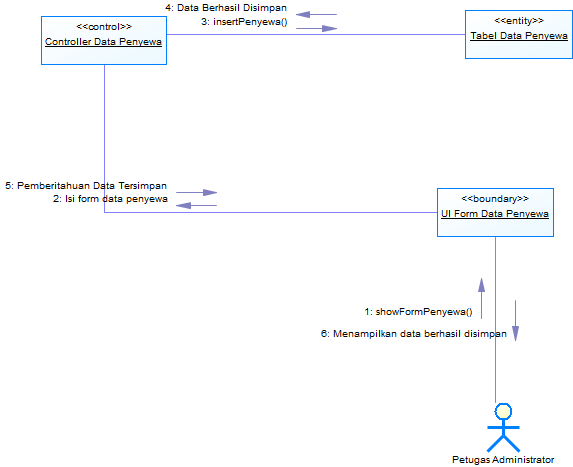 4: Data Berhasil Disimpan
3: insertPenyewa()
<<control>>
Controller Data Penyewa
<<entity>>
Tabel Data Penyewa
5: Pemberitahuan Data Tersimpan
2: Isi form data penyewa
<<boundary>>
UI Form Data Penyewa
1: showFormPenyewa()
6: Menampilkan data berhasil disimpan
Petugas Administrator